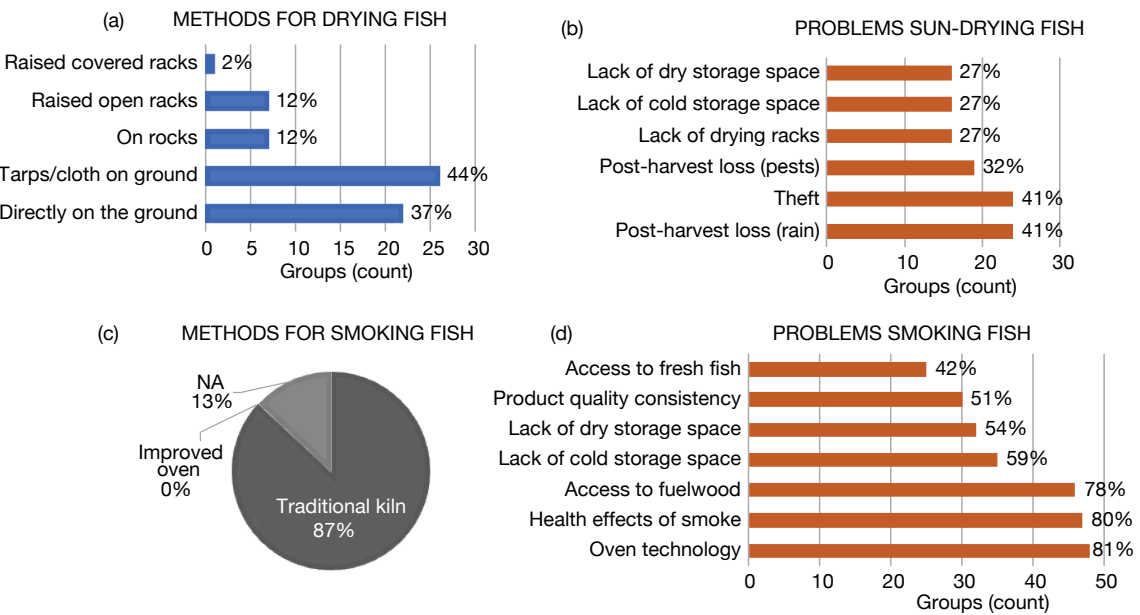 (a) METHODS FOR DRYING FISH
Raised covered racks 2%
Raised open racks 12%
On rocks 12%
Tarps/cloth on ground 44%
Directly on the ground 37%
0 5 10 15 20 25 30
Groups (count)
(b) PROBLEMS SUN-DRYING FISH
Lack of dry storage space 27%
Lack of cold storage space 27%
Lack of drying racks 27%
Post-harvest loss (pests) 32%
Theft 41%
Post-harvest loss (rain) 41%
0 10 20 30
Groups (count)
(c) METHODS FOR SMOKING FISH
NA
13%
Improved
oven
0%
Traditional kiln
87%
(d) PROBLEMS SMOKING FISH
Access to fresh fish 42%
Product quality consistency 51%
Lack of dry storage space 54%
Lack of cold storage space 59%
Access to fuelwood 78%
Health effects of smoke 80%
Oven technology 81%
0 10 20 30 40 50
Groups (count)